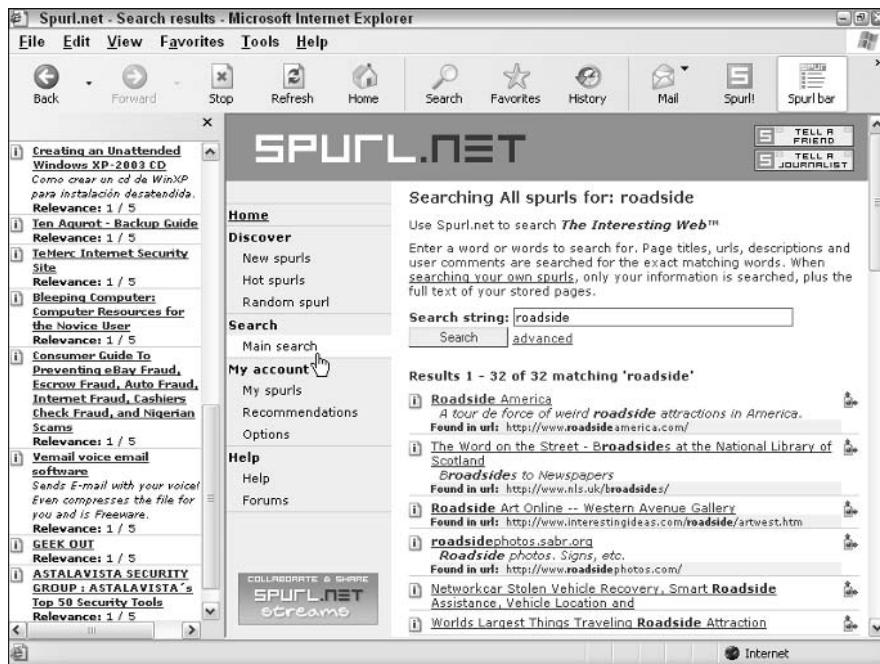 Spurl.net - Search results - Microsoft Internet Explorer
File Edit View Favorites Tools Help
Back Forward Stop Refresh Home Search Favorites History Mail Spurl! Spurl bar
Creating an Unattended
Windows XP-2003 CD
Como crear un cd de WinXP
para instalación desatendida.
Relevance: 1 / 5
Ten Aqurot - Backup Guide
Relevance: 1 / 5
TeMerc Internet Security
Site
Relevance: 1 / 5
Bleeping Computer:
Computer Resources for
the Novice User
Relevance: 1 / 5
Consumer Guide To
Preventing eBay Fraud,
Escrow Fraud, Auto Fraud,
Internet Fraud, Cashiers
Check Fraud, and Nigerian
Scams
Relevance: 1 / 5
Vemail voice email
software
Sends E-mail with your voice!
Even compresses the file for
you and is Freeware.
Relevance: 1 / 5
GEEK OUT
Relevance: 1 / 5
ASTALAVISTA SECURITY
GROUP : ASTALAVISTA´s
Top 50 Security Tools
Relevance: 1 / 5
SPURL.NET
TELL A
FRIEND
TELL A
JOURNALIST
Home
Discover
New spurls
Hot spurls
Random spurl
Search
Main search
My account
My spurls
Recommendations
Options
Help
Help
Forums
COLLABORATE & SHARE
SPURL.NET
streams
Searching All spurls for: roadside
Use Spurl.net to search The Interesting Web™
Enter a word or words to search for. Page titles, urls, descriptions and
user comments are searched for the exact matching words. When
searching your own spurls, only your information is searched, plus the
full text of your stored pages.
Search string: roadside
Search advanced
Results 1 - 32 of 32 matching 'roadside'
Roadside America
A tour de force of weird roadside attractions in America.
Found in url: http://www.roadsideamerica.com/
The Word on the Street - Broadsides at the National Library of
Scotland
Broadsides to Newspapers
Found in url: http://www.nls.uk/broadsides/
Roadside Art Online -- Western Avenue Gallery
Found in url: http://www.interestingideas.com/roadside/artwest.htm
roadsidephotos.sabr.org
Roadside photos. Signs, etc.
Found in url: http://www.roadsidephotos.com/
Networkcar Stolen Vehicle Recovery, Smart Roadside
Assistance, Vehicle Location and
Worlds Largest Things Traveling Roadside Attraction
Internet